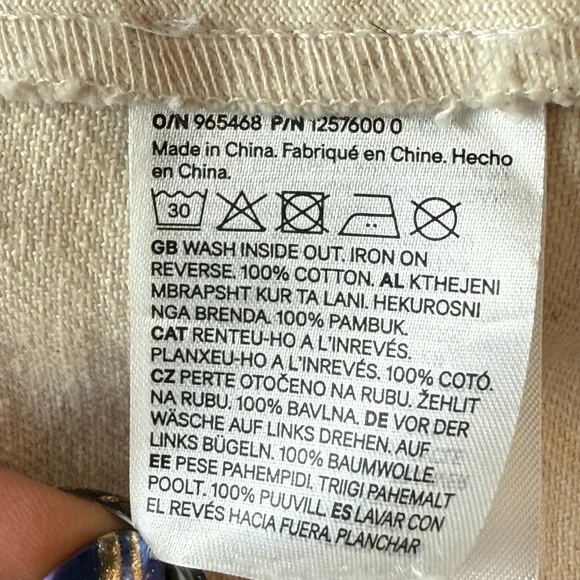 O/N 965468 P/N 1257600 0
Made in China. Fabriqué en Chine. Hecho
en China.
30
GB WASH INSIDE OUT. IRON ON
REVERSE. 100% COTTON. AL KTHEJENI
MBRAPSHT KUR TA LANI. HEKUROSNI
NGA BRENDA. 100% PAMBUK.
CAT RENTEU-HO A L'INREVÉS.
PLANXEU-HO A L'INREVÉS. 100% COTÓ.
CZ PERTE OTOČENO NA RUBU. ŽEHLIT
NA RUBU. 100% BAVLNA. DE VOR DER
WÄSCHE AUF LINKS DREHEN. AUF
LINKS BÜGELN. 100% BAUMWOLLE.
EE PESE PAHEMPIDI. TRIIGI PAHEMALT
POOLT. 100% PUUVILL. ES LAVAR CON
EL REVÉS HACIA FUERA. PLANCHAR